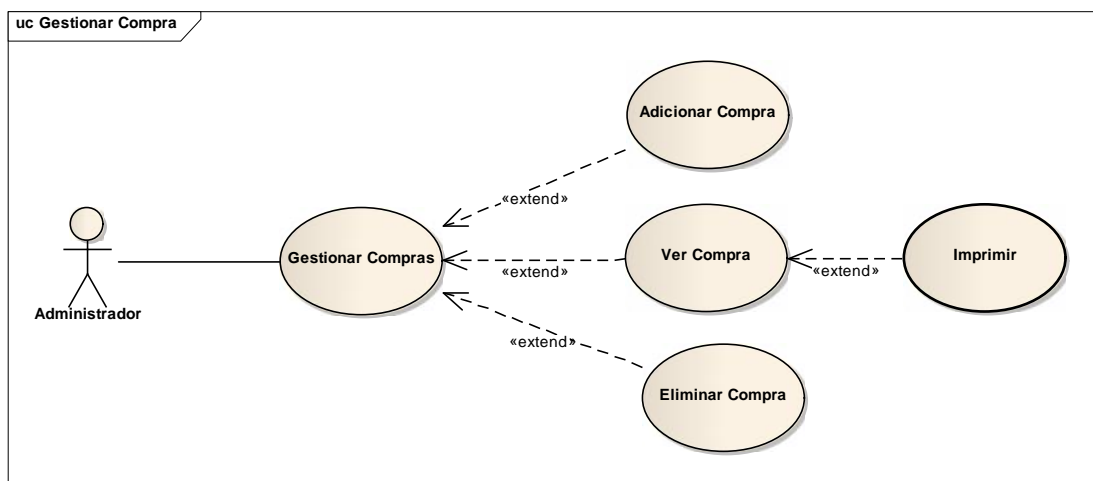 uc Gestionar Compra
Adicionar Compra
«extend»
Administrador
Gestionar Compras
«extend»
Ver Compra
«extend»
Imprimir
«extend»
Eliminar Compra